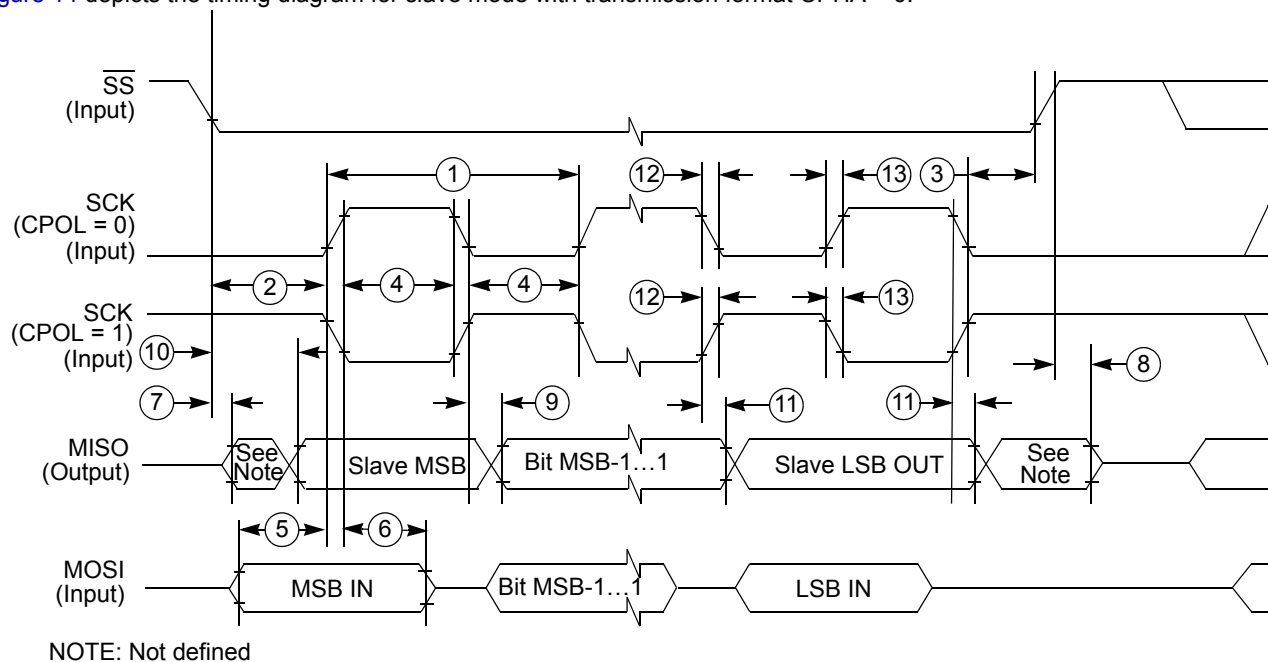 depicts the timing diagram for slave mode with transmission format CPHA = 0.
SS
(Input)
1
12
13
3
SCK
(CPOL = 0)
(Input)
2
4
4
12
13
SCK
(CPOL = 1)
(Input)
10
8
7
9
11
11
MISO
(Output)
See
Note
Slave MSB
Bit MSB-1…1
Slave LSB OUT
See
Note
5
6
MOSI
(Input)
MSB IN
Bit MSB-1…1
LSB IN
NOTE: Not defined